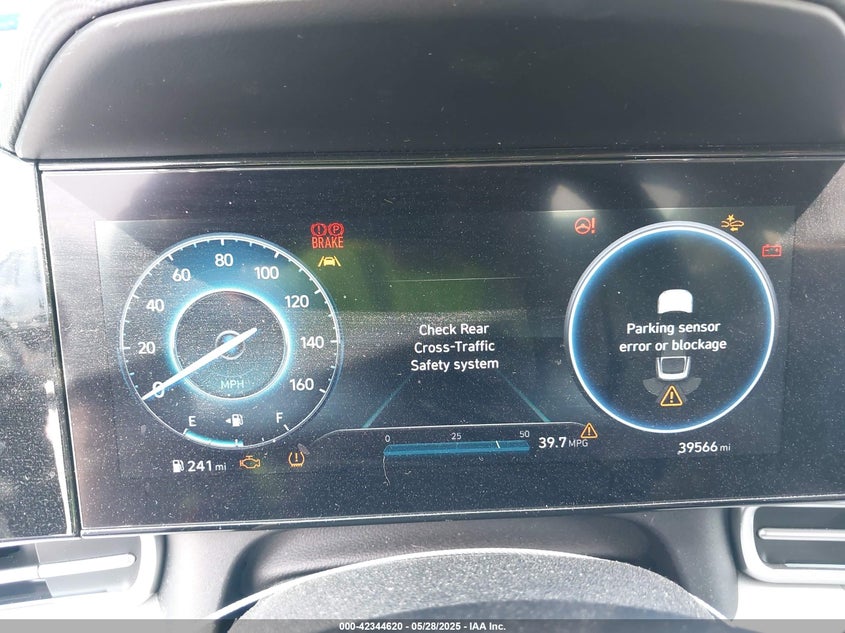 BRAKE
0
20
40
60
80
100
120
140
160
MPH
E
F
241 mi
Check Rear
Cross-Traffic
Safety system
0 25 50
39.7 MPG
Parking sensor
error or blockage
39566 mi
000-42344620 - 05/28/2025 - IAA Inc.